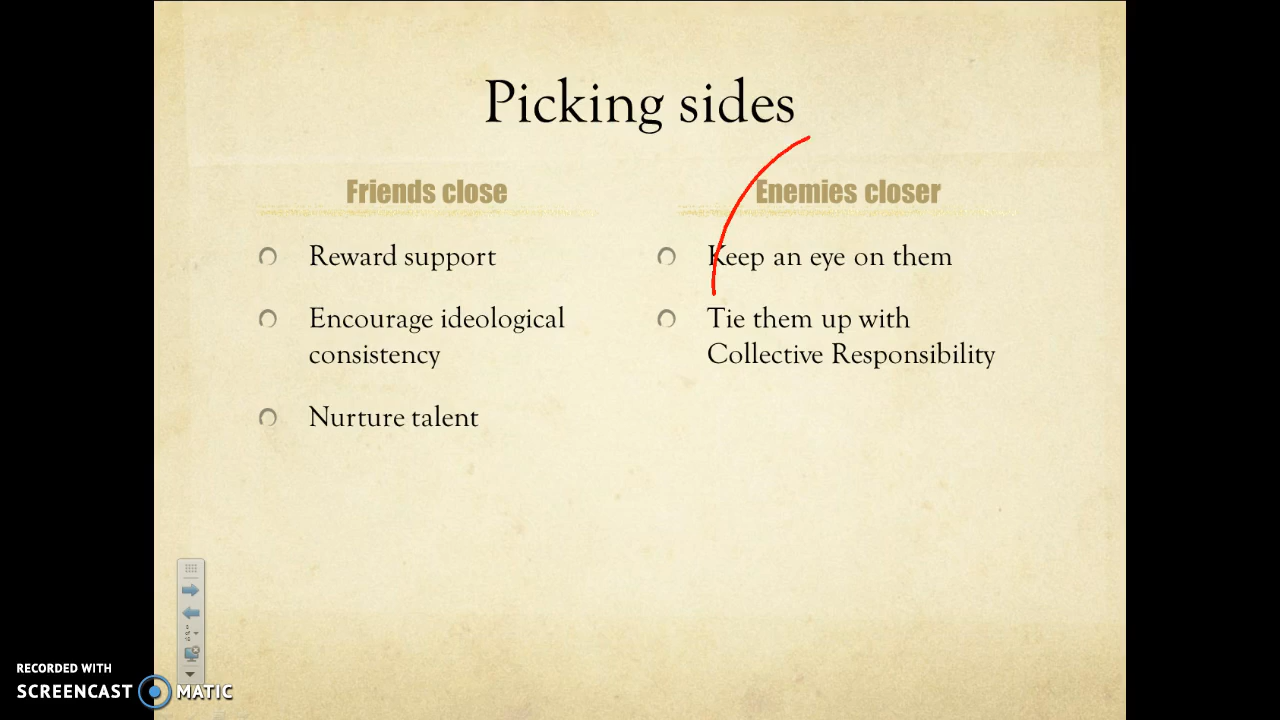 Picking sides
Friends close
Reward support
Encourage ideological
consistency
Nurture talent
Enemies closer
Keep an eye on them
Tie them up with
Collective Responsibility
RECORDED WITH
SCREENCAST MATIC